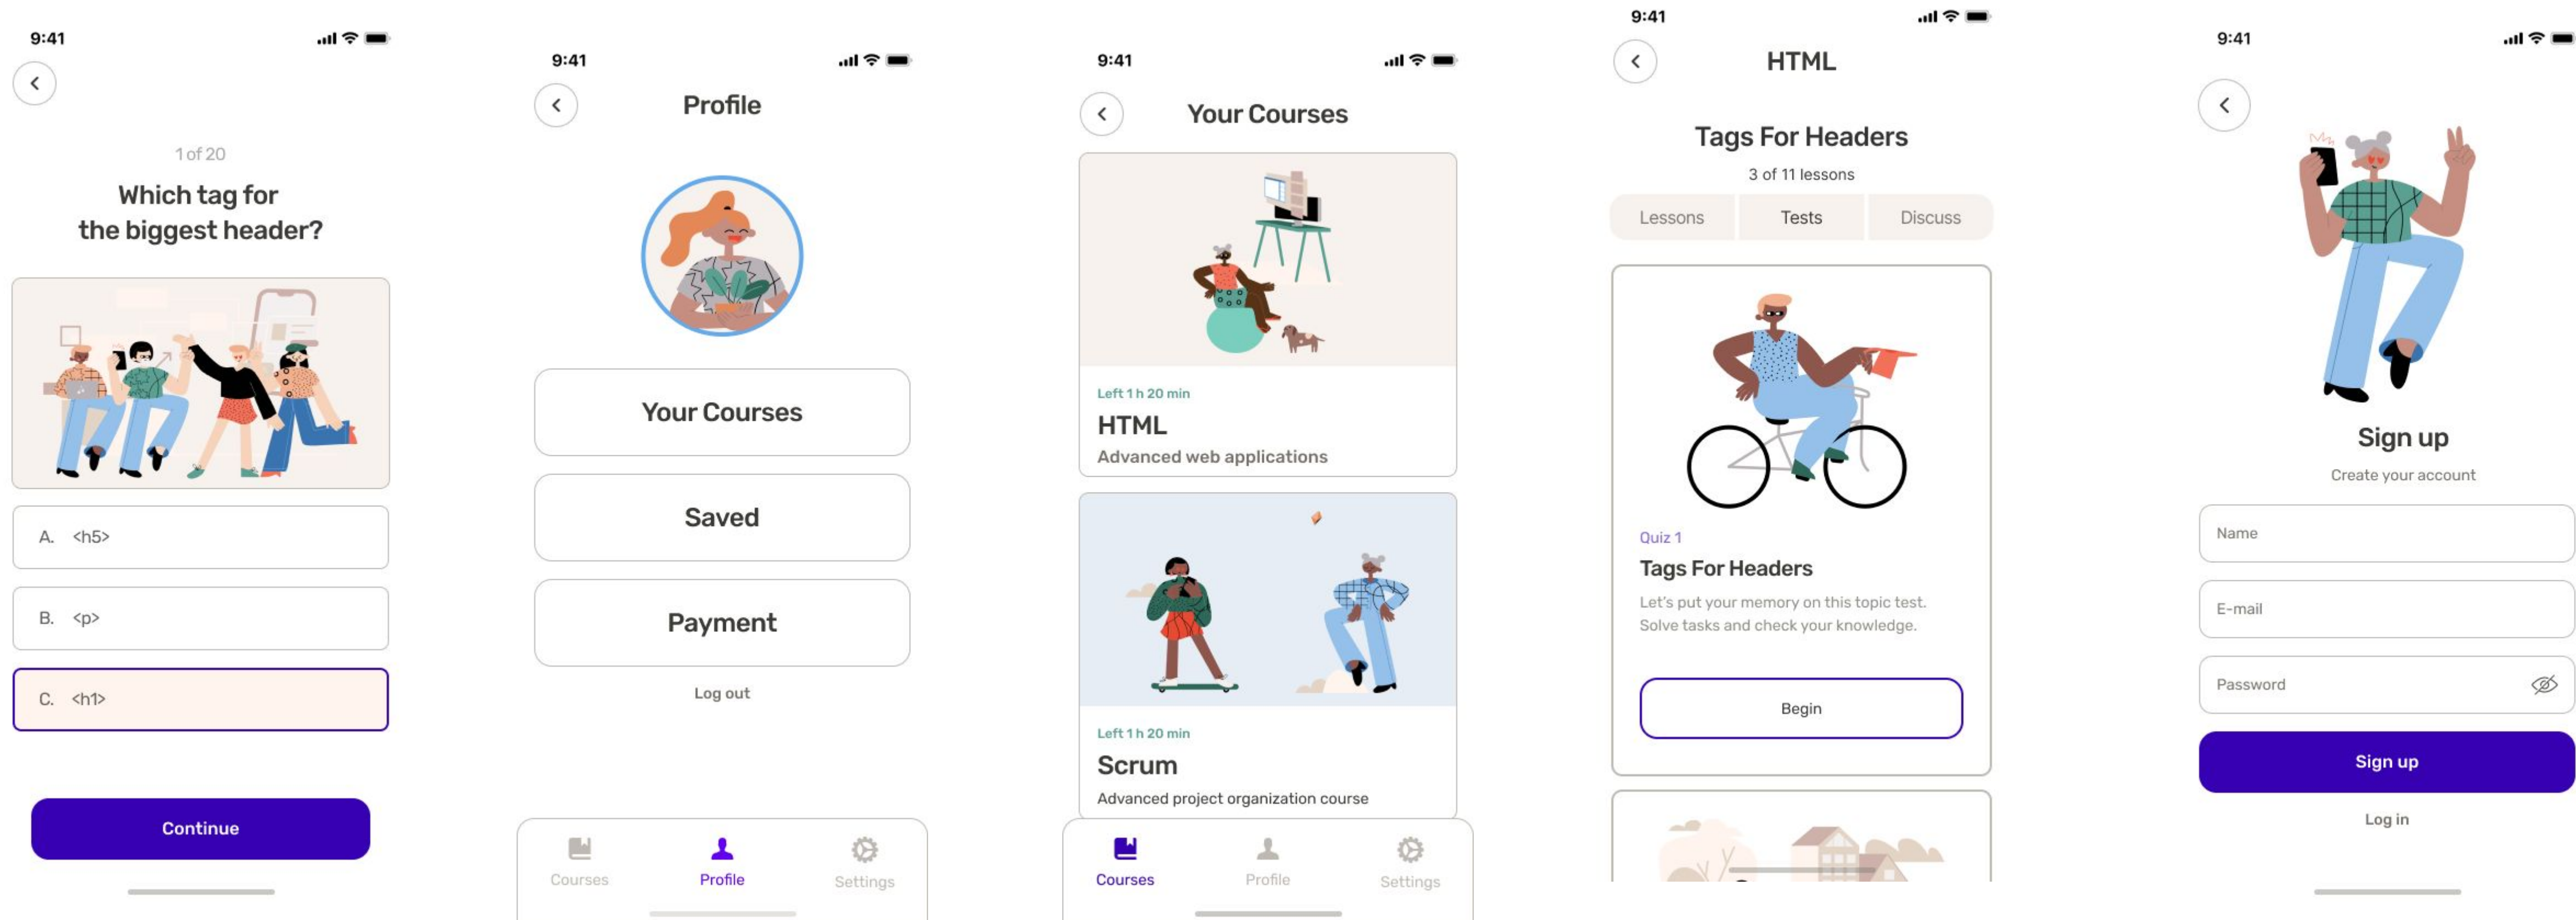 9:41
1 of 20
Which tag for
the biggest header?
A. <h5>
B. <p>
C. <h1>
Continue
9:41
Profile
Your Courses
Saved
Payment
Log out
Courses
Profile
Settings
9:41
Your Courses
Left 1 h 20 min
HTML
Advanced web applications
Left 1 h 20 min
Scrum
Advanced project organization course
Courses
Profile
Settings
9:41
HTML
Tags For Headers
3 of 11 lessons
Lessons
Tests
Discuss
Quiz 1
Tags For Headers
Let's put your memory on this topic test.
Solve tasks and check your knowledge.
Begin
9:41
Sign up
Create your account
Name
E-mail
Password
Sign up
Log in